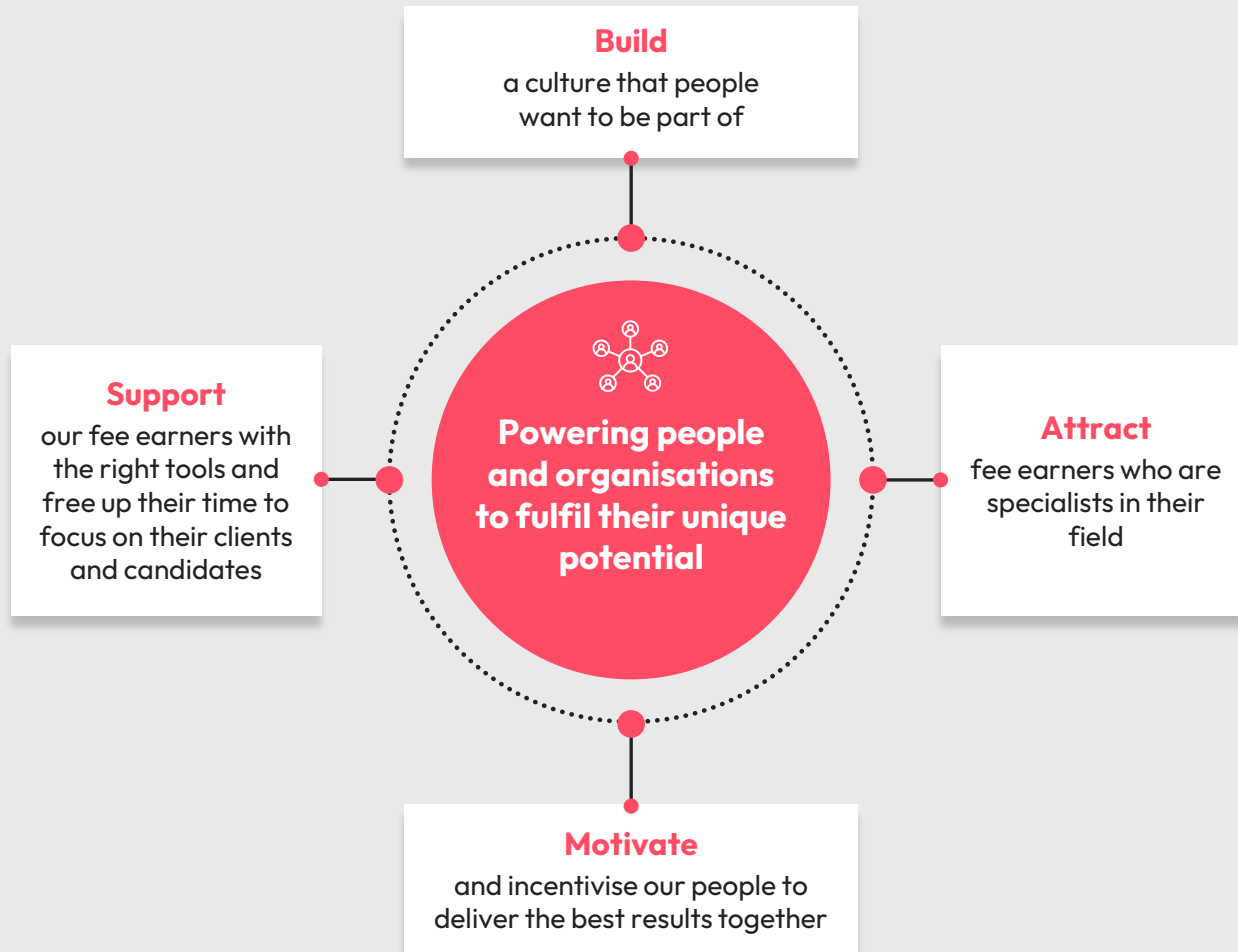 Build
a culture that people
want to be part of
Support
our fee earners with
the right tools and
free up their time to
focus on their clients
and candidates
Powering people
and organisations
to fulfil their unique
potential
Attract
fee earners who are
specialists in their
field
Motivate
and incentivise our people to
deliver the best results together